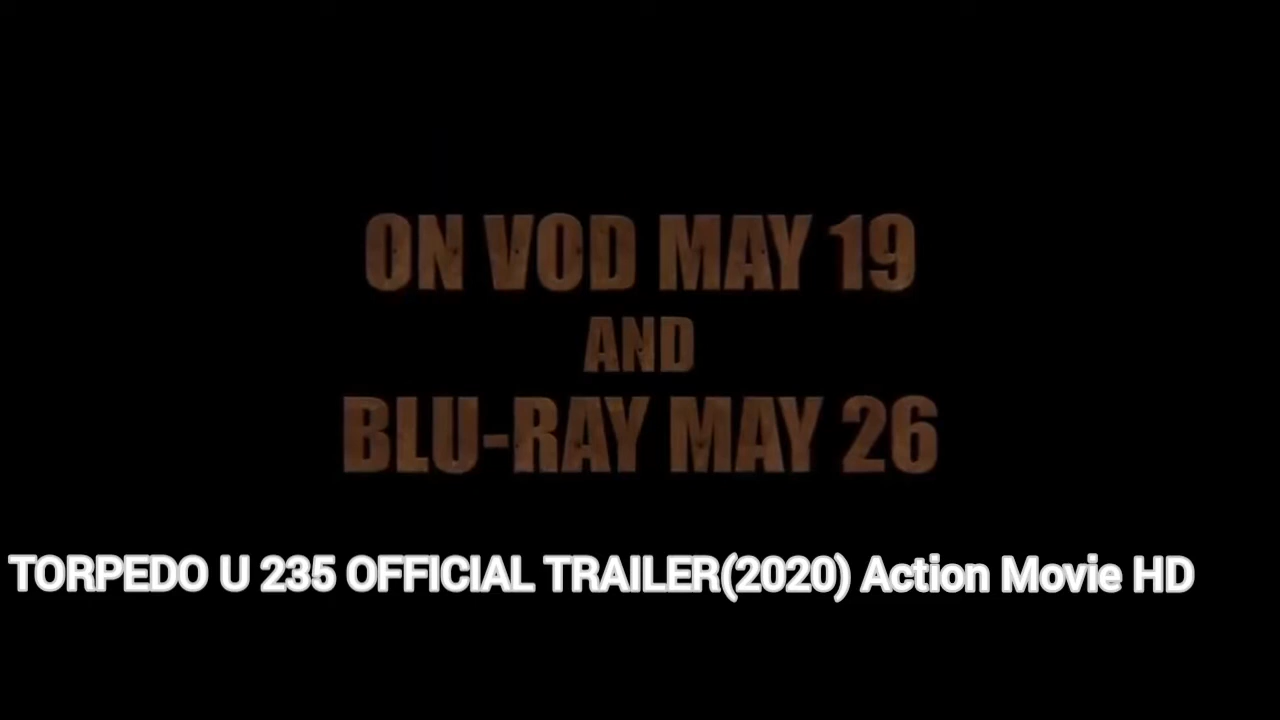 ON VOD MAY 19
AND
BLU-RAY MAY 26
TORPEDO U 235 OFFICIAL TRAILER(2020) Action Movie HD